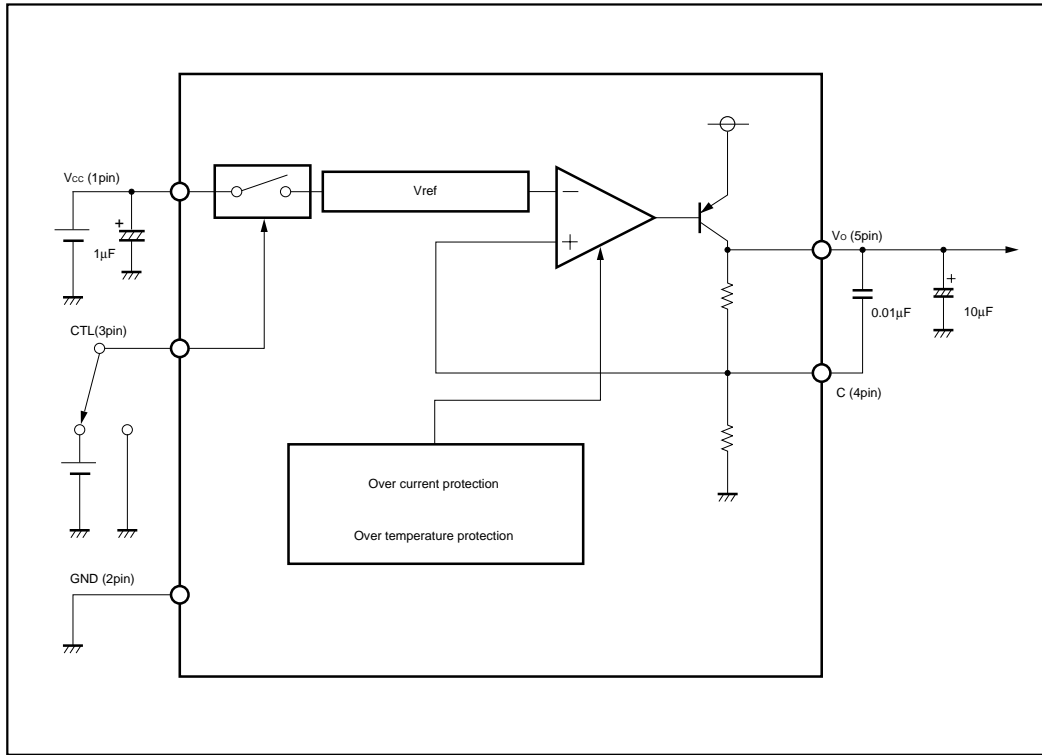 VCC (1pin)
Vref
−
+
+
1μF
VO (5pin)
+
0.01μF
10μF
CTL(3pin)
C (4pin)
Over current protection
Over temperature protection
GND (2pin)